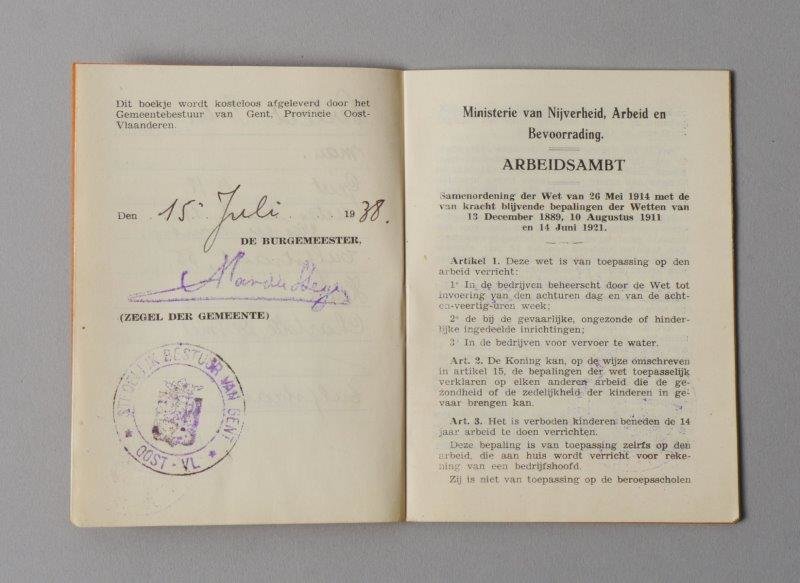 Dit boekje wordt kosteloos afgeleverd door het
Gemeentebestuur van Gent, Provincie Oost-
Vlaanderen.
Den 15 Juli 1938.
DE BURGEMEESTER,
(ZEGEL DER GEMEENTE)
STEDELIJK BESTUUR VAN GENT
OOST-VL.
Ministerie van Nijverheid, Arbeid en
Bevoorrading.
ARBEIDSAMBT
Samenordening der Wet van 26 Mei 1914 met de
van kracht blijvende bepalingen der Wetten van
13 December 1889, 10 Augustus 1911
en 14 Juni 1921.
Artikel 1. Deze wet is van toepassing op den
arbeid verricht:
1° In de bedrijven beheerscht door de Wet tot
invoering van den achturen dag en van de acht-
en-veertig-uren week;
2° de bij de gevaarlijke, ongezonde of hinder-
lijke ingedeelde inrichtingen;
3° In de bedrijven voor vervoer te water.
Art. 2. De Koning kan, op de wijze omschreven
in artikel 15, de bepalingen der wet toepasselijk
verklaren op elken anderen arbeid die de ge-
zondheid of de zedelijkheid der kinderen in ge-
vaar brengen kan.
Art. 3. Het is verboden kinderen beneden de 14
jaar arbeid te doen verrichten.
Deze bepaling is van toepassing zelfs op den
arbeid, die aan huis wordt verricht voor reke-
ning van een bedrijfshoofd.
Zij is niet van toepassing op de beroepsscholen